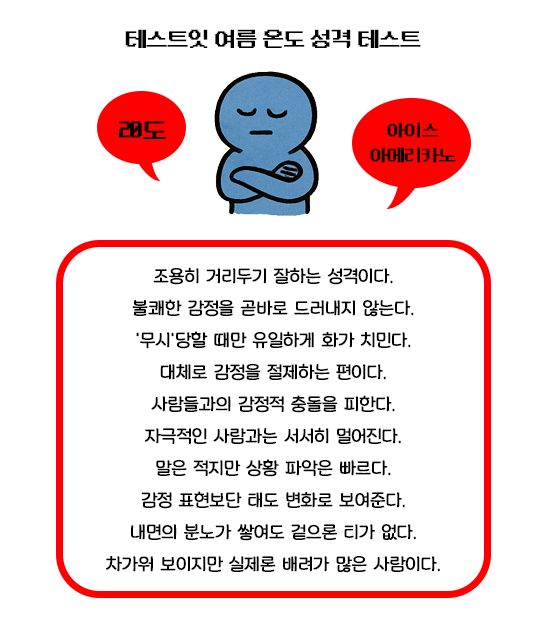 테스트잇 여름 온도 성격 테스트
20도
아이스
아메리카노
조용히 거리두기 잘하는 성격이다.
불쾌한 감정을 곧바로 드러내지 않는다.
'무시'당할 때만 유일하게 화가 치민다.
대체로 감정을 절제하는 편이다.
사람들과의 감정적 충돌을 피한다.
자극적인 사람과는 서서히 멀어진다.
말은 적지만 상황 파악은 빠르다.
감정 표현보단 태도 변화로 보여준다.
내면의 분노가 쌓여도 겉으론 티가 없다.
차가워 보이지만 실제론 배려가 많은 사람이다.